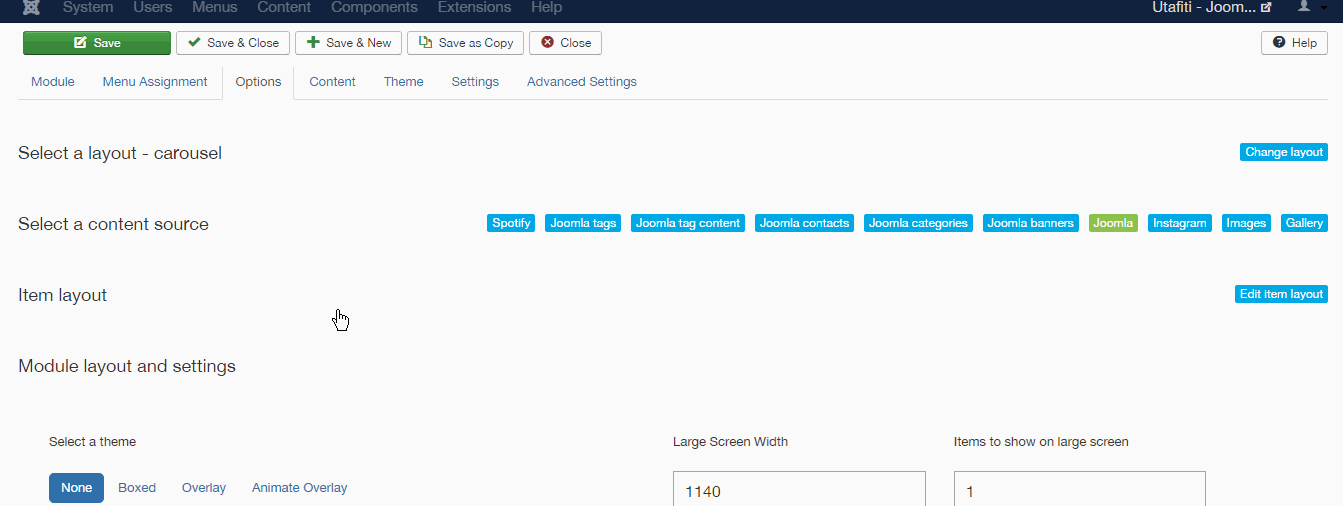 System Users Menus Content Components Extensions Help Utafiti - Joom...
Save Save & Close Save & New Save as Copy Close Help
Module Menu Assignment Options Content Theme Settings Advanced Settings
Select a layout - carousel Change layout
Select a content source Spotify Joomla tags Joomla tag content Joomla contacts Joomla categories Joomla banners Joomla Instagram Images Gallery
Item layout Edit item layout
Module layout and settings
Select a theme Large Screen Width Items to show on large screen
None Boxed Overlay Animate Overlay 1140 1